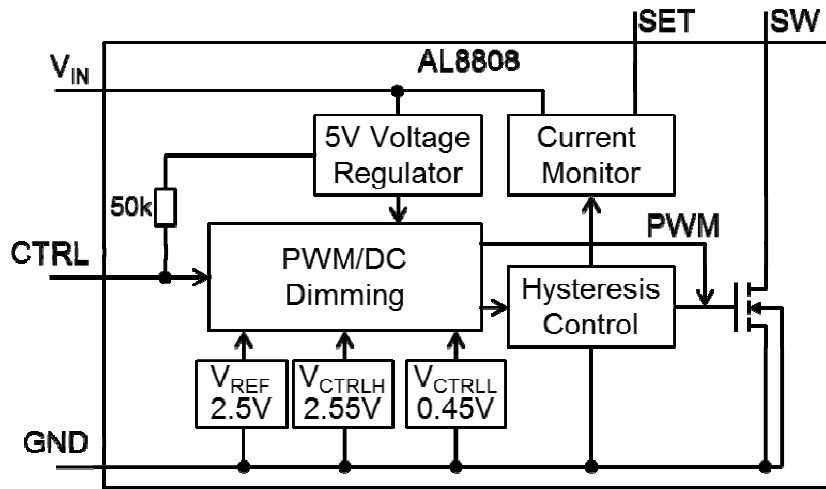 SET SW
V_IN AL8808
5V Voltage
Regulator
Current
Monitor
50k
CTRL
PWM/DC
Dimming
PWM
Hysteresis
Control
V_REF
2.5V
V_CTRLH
2.55V
V_CTRLL
0.45V
GND